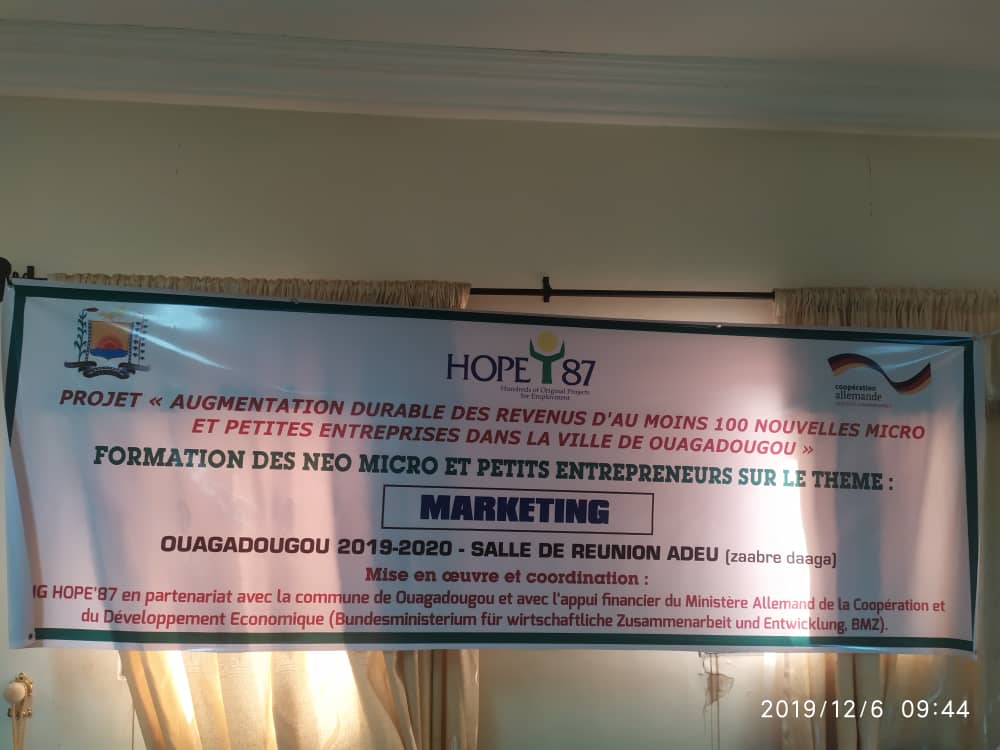 HOPE 87
Hundreds of Original Projects
for Employment
coopération
allemande
PROJET « AUGMENTATION DURABLE DES REVENUS D'AU MOINS 100 NOUVELLES MICRO
ET PETITES ENTREPRISES DANS LA VILLE DE OUAGADOUGOU »
FORMATION DES NEO MICRO ET PETITS ENTREPRENEURS SUR LE THEME :
MARKETING
OUAGADOUGOU 2019-2020 - SALLE DE REUNION ADEU (zaabre daaga)
Mise en œuvre et coordination :
HOPE'87 en partenariat avec la commune de Ouagadougou et avec l'appui financier du Ministère Allemand de la Coopération et
du Développement Economique (Bundesministerium für wirtschaftliche Zusammenarbeit und Entwicklung, BMZ).
2019/12/6 09:44